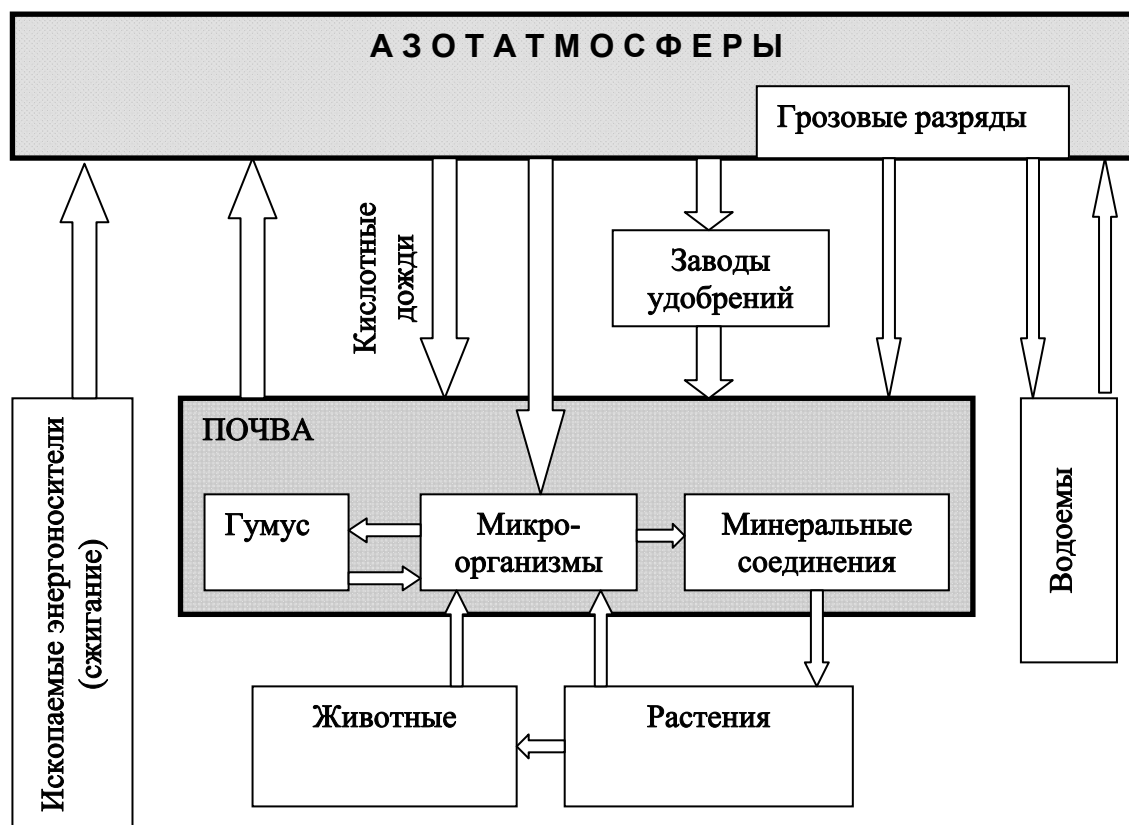 А З О Т А Т М О С Ф Е Р Ы
Грозовые разряды
Кислотные
дожди
Заводы
удобрений
ПОЧВА
Гумус
Микро-
организмы
Минеральные
соединения
Водоемы
Ископаемые энергоносители
(сжигание)
Животные
Растения